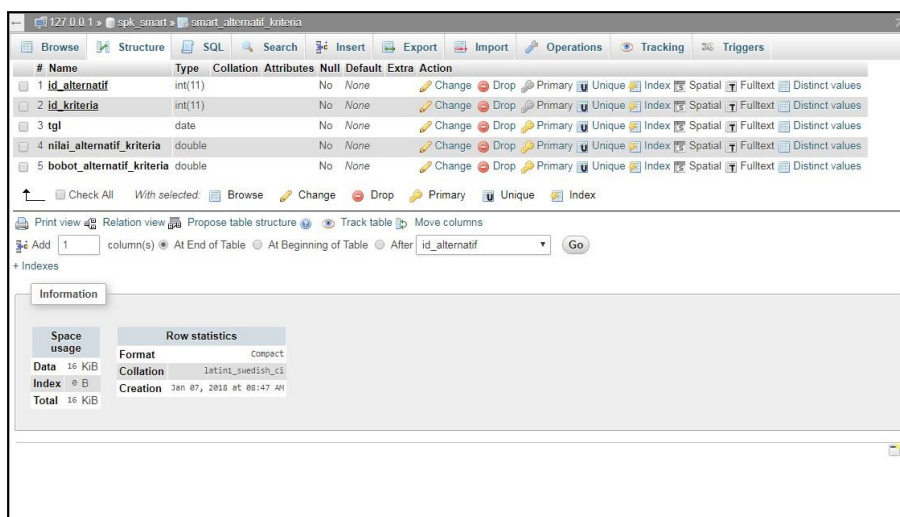 127.0.0.1 » spk_smart » smart_alternatif_kriteria
Browse Structure SQL Search Insert Export Import Operations Tracking Triggers
# Name Type Collation Attributes Null Default Extra Action
1 id_alternatif int(11) No None Change Drop Primary Unique Index Spatial Fulltext Distinct values
2 id_kriteria int(11) No None Change Drop Primary Unique Index Spatial Fulltext Distinct values
3 tgl date No None Change Drop Primary Unique Index Spatial Fulltext Distinct values
4 nilai_alternatif_kriteria double No None Change Drop Primary Unique Index Spatial Fulltext Distinct values
5 bobot_alternatif_kriteria double No None Change Drop Primary Unique Index Spatial Fulltext Distinct values
Check All With selected: Browse Change Drop Primary Unique Index
Print view Relation view Propose table structure Track table Move columns
Add 1 column(s) At End of Table At Beginning of Table After id_alternatif Go
+ Indexes
Information
Space usage
Data 16 KiB
Index 0 B
Total 16 KiB
Row statistics
Format Compact
Collation latin1_swedish_ci
Creation Jan 07, 2018 at 08:47 AM